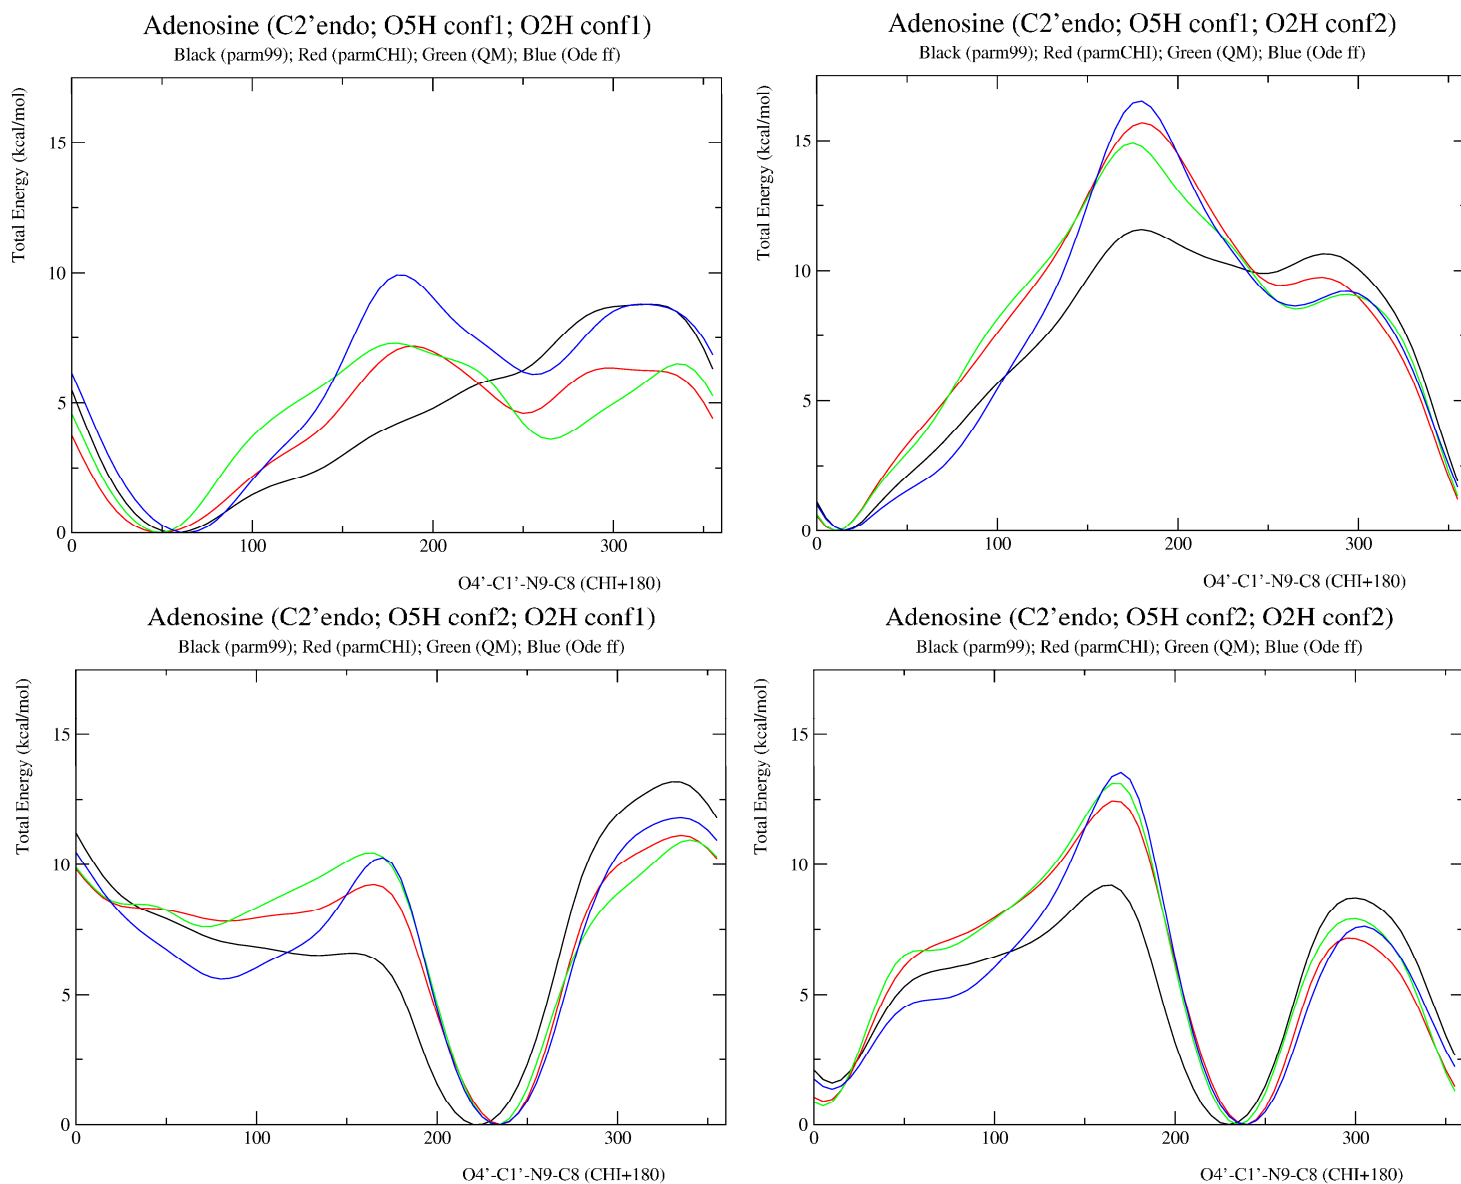 Adenosine (C2’endo; O5H conf1; O2H conf1)
Black (parm99); Red (parmCHI); Green (QM); Blue (Ode ff)
Total Energy (kcal/mol)
15
10
5
0
0 100 200 300
O4’-C1’-N9-C8 (CHI+180)
Adenosine (C2’endo; O5H conf1; O2H conf2)
Black (parm99); Red (parmCHI); Green (QM); Blue (Ode ff)
Total Energy (kcal/mol)
15
10
5
0
0 100 200 300
O4’-C1’-N9-C8 (CHI+180)
Adenosine (C2’endo; O5H conf2; O2H conf1)
Black (parm99); Red (parmCHI); Green (QM); Blue (Ode ff)
Total Energy (kcal/mol)
15
10
5
0
0 100 200 300
O4’-C1’-N9-C8 (CHI+180)
Adenosine (C2’endo; O5H conf2; O2H conf2)
Black (parm99); Red (parmCHI); Green (QM); Blue (Ode ff)
Total Energy (kcal/mol)
15
10
5
0
0 100 200 300
O4’-C1’-N9-C8 (CHI+180)